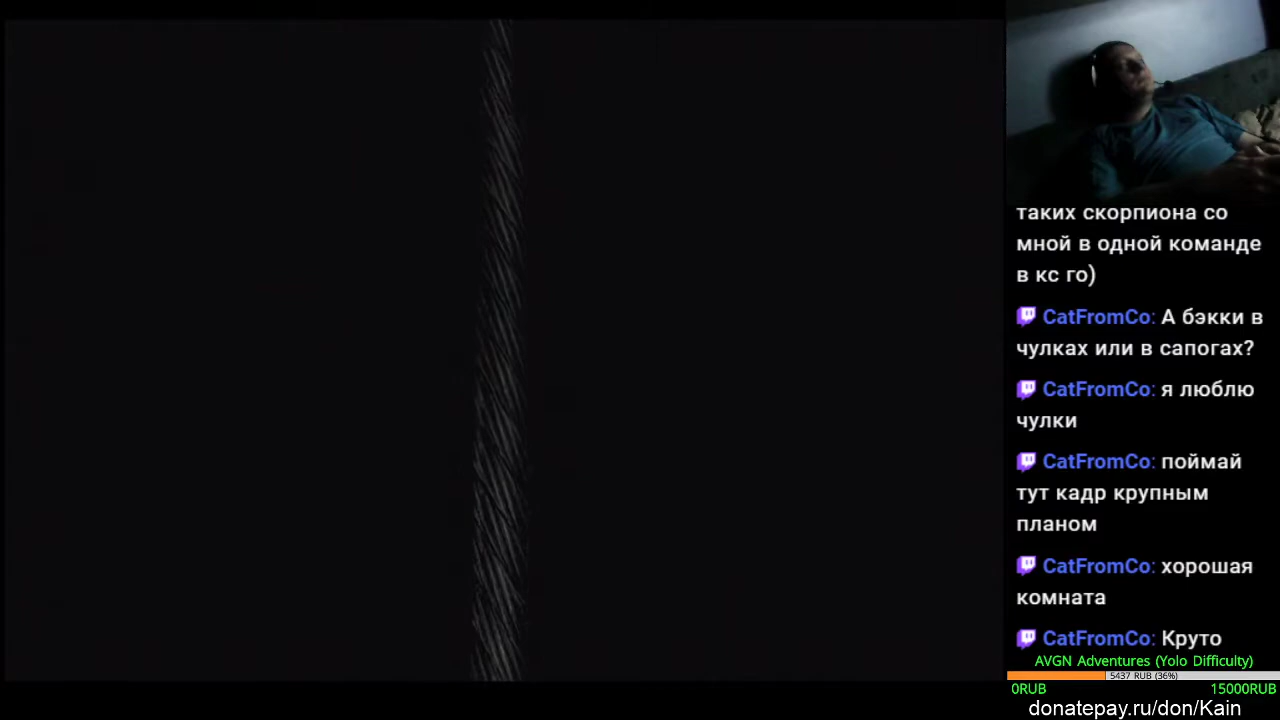 таких скорпиона со
мной в одной команде
в кс го)
CatFromCo: А бэкки в
чулках или в сапогах?
CatFromCo: я люблю
чулки
CatFromCo: поймай
тут кадр крупным
планом
CatFromCo: хорошая
комната
CatFromCo: Круто
AVGN Adventures (Yolo Difficulty)
5437 RUB (36%)
0RUB 15000RUB
donatepay.ru/don/Kain